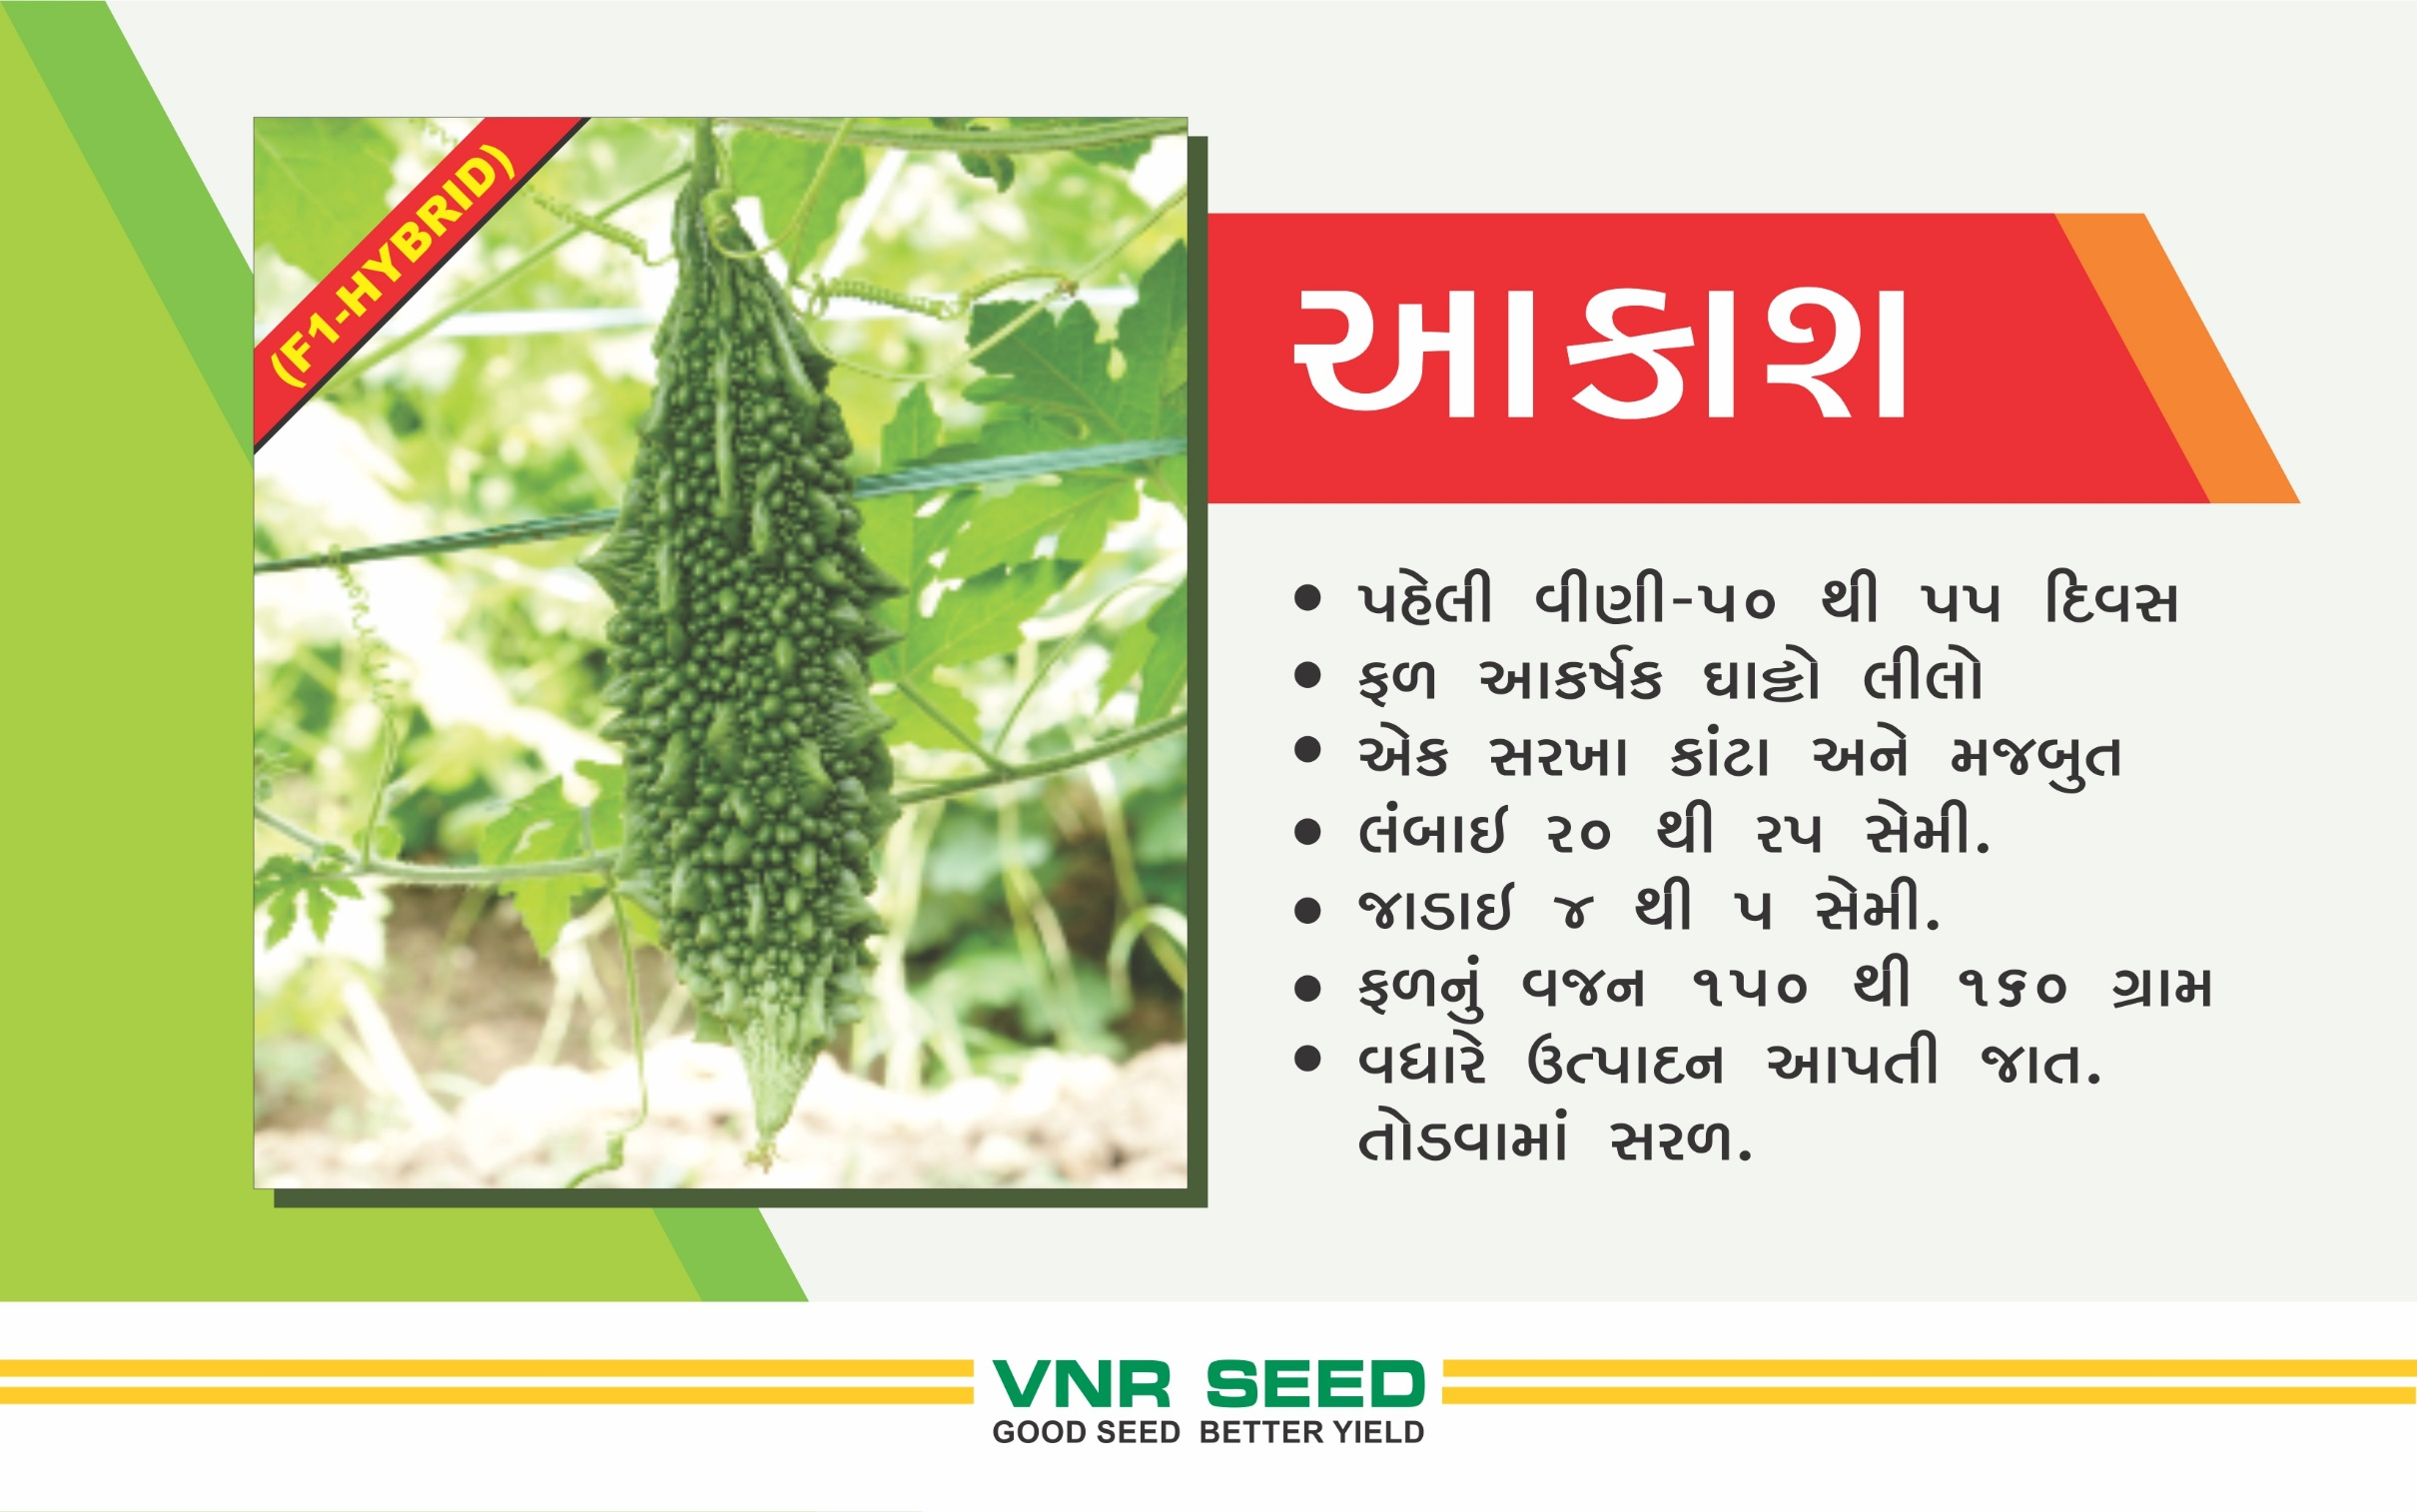 (F1-HYBRID)
આકાશ
• પહેલી વીણી-૫૦ થી ૫૫ દિવસ
• ફળ આકર્ષક ઘાટ્ટો લીલો
• એક સરખા કાંટા અને મજબુત
• લંબાઈ ૨૦ થી ૨૫ સેમી.
• જાડાઈ ૪ થી ૫ સેમી.
• ફળનું વજન ૧૫૦ થી ૧૬૦ ગ્રામ
• વધારે ઉત્પાદન આપતી જાત.
તોડવામાં સરળ.
VNR SEED
GOOD SEED BETTER YIELD